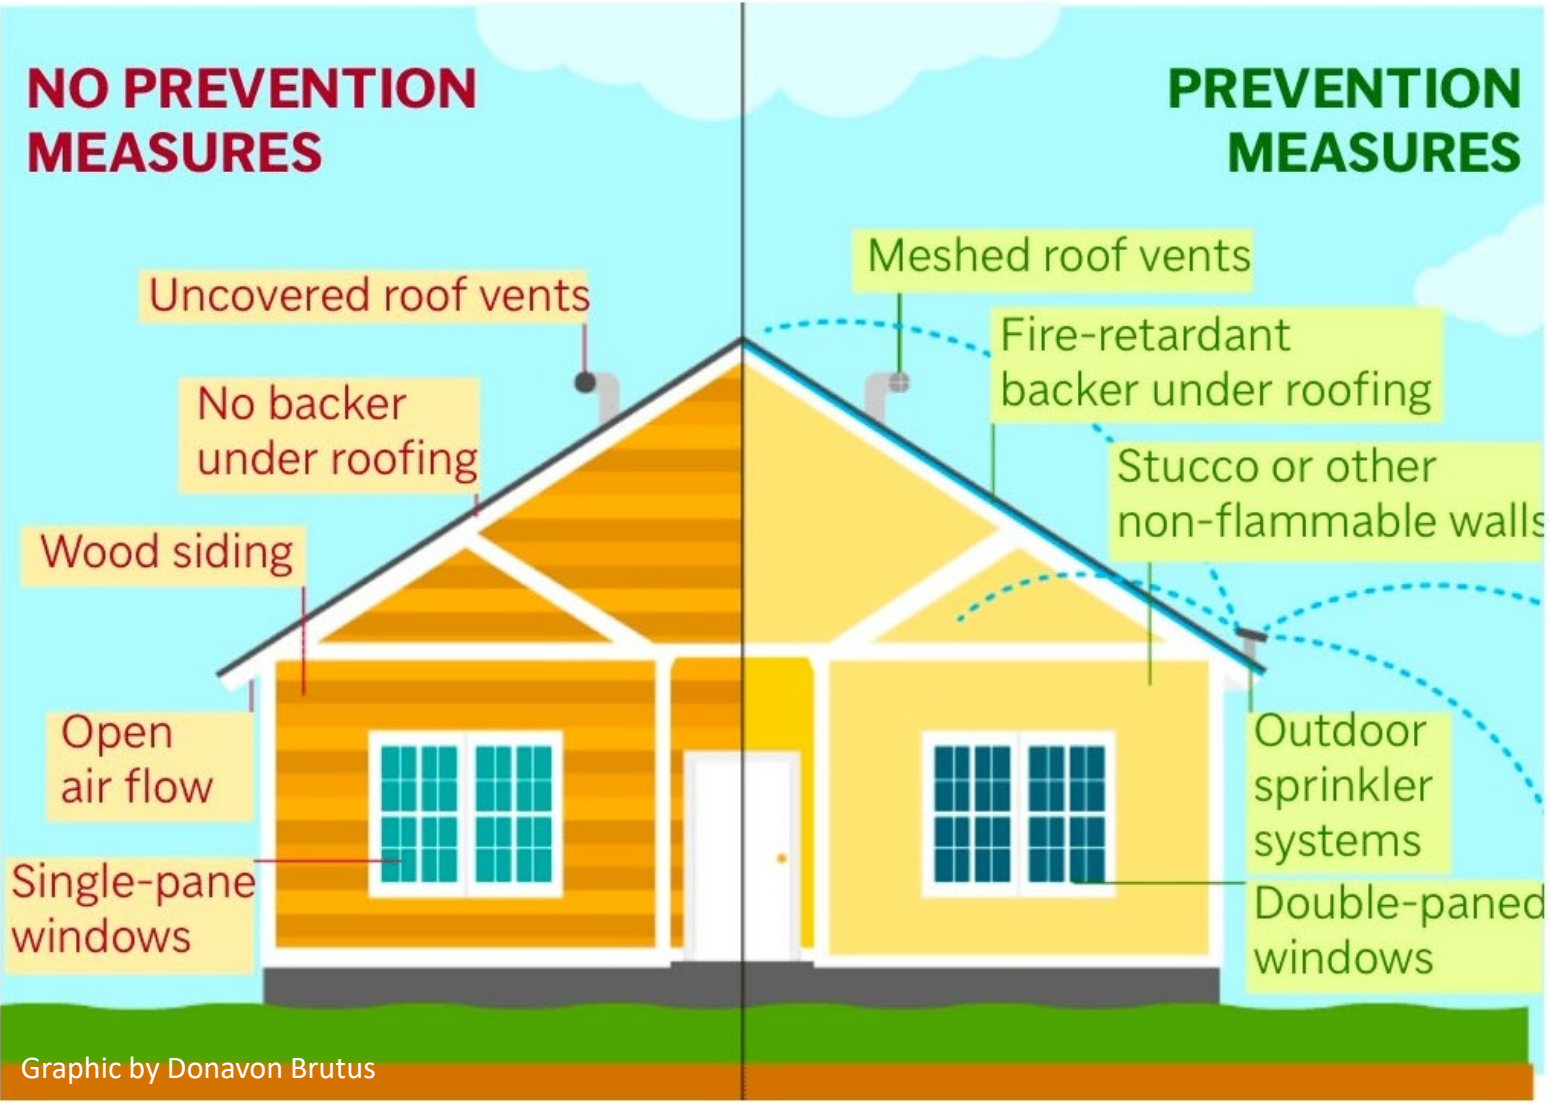 NO PREVENTION
MEASURES
Uncovered roof vents
No backer
under roofing
Wood siding
Open
air flow
Single-pane
windows
PREVENTION
MEASURES
Meshed roof vents
Fire-retardant
backer under roofing
Stucco or other
non-flammable walls
Outdoor
sprinkler
systems
Double-paned
windows
Graphic by Donavon Brutus